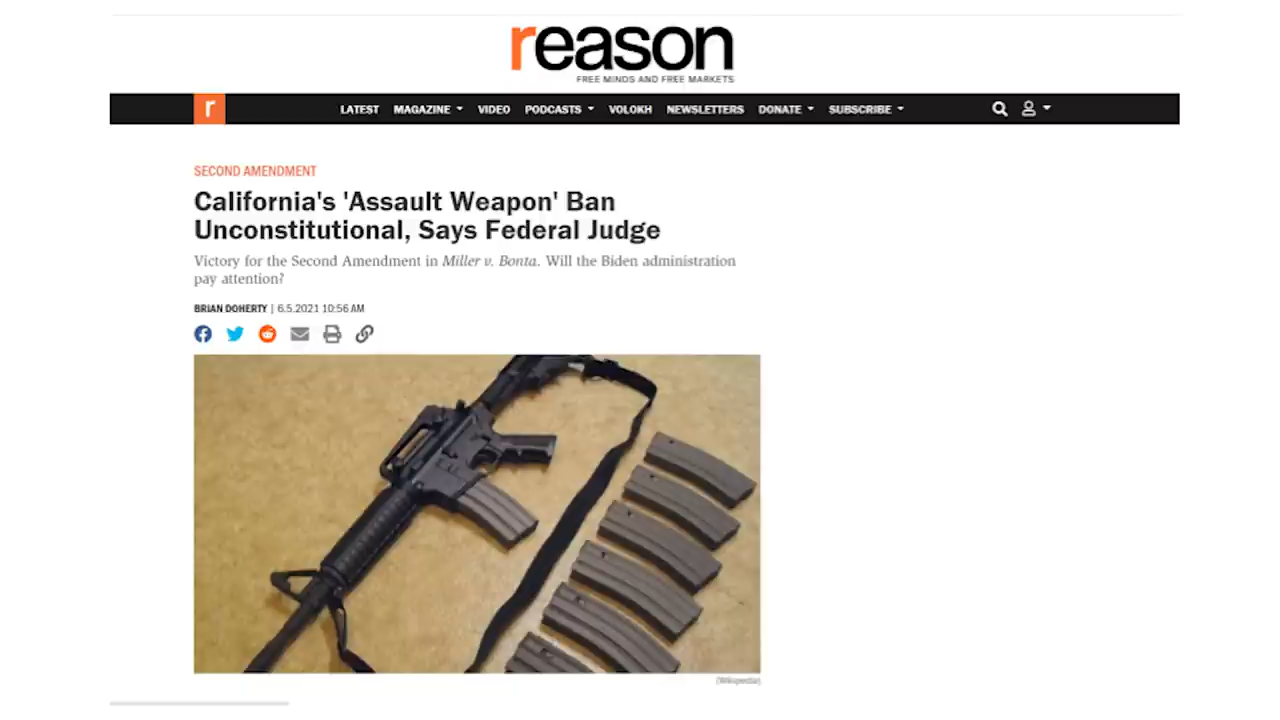 reason
FREE MINDS AND FREE MARKETS
r
LATEST MAGAZINE VIDEO PODCASTS VOLOKH NEWSLETTERS DONATE SUBSCRIBE
SECOND AMENDMENT
California's 'Assault Weapon' Ban
Unconstitutional, Says Federal Judge
Victory for the Second Amendment in Miller v. Bonta. Will the Biden administration
pay attention?
BRIAN DOHERTY | 6.5.2021 10:56 AM
(Wikipedia)